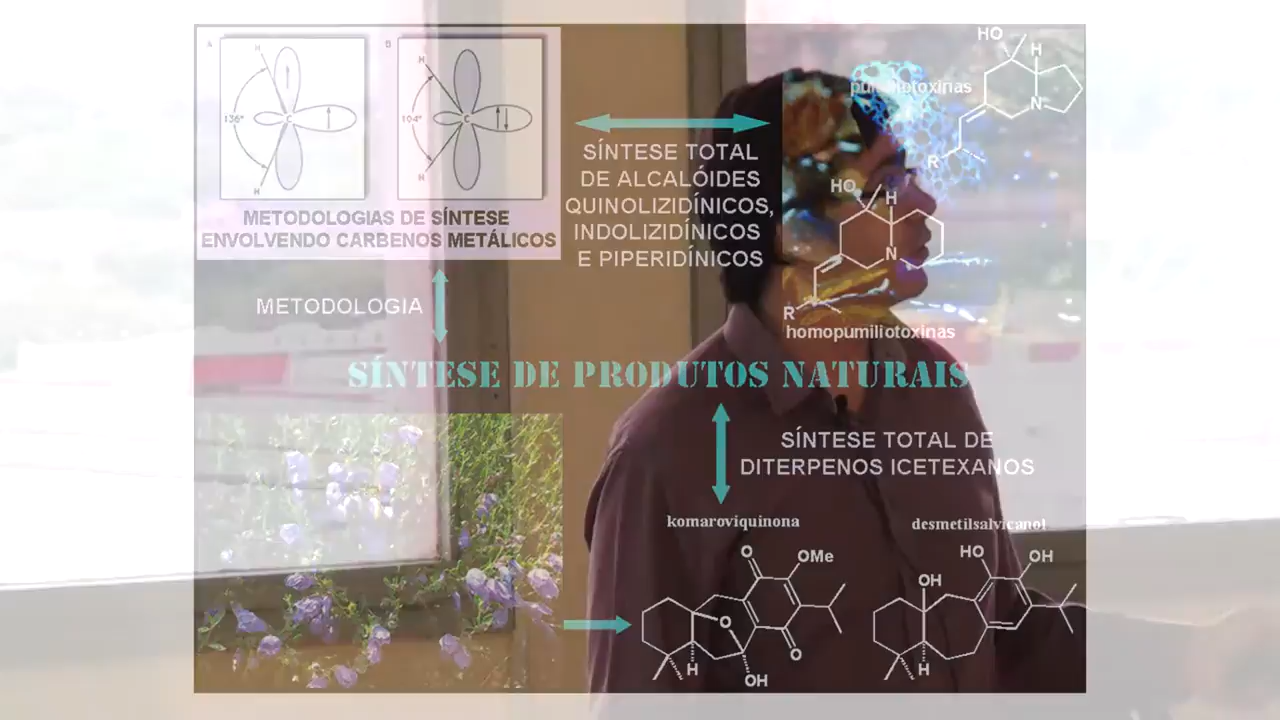 A
B
H
H
136°
C
104°
C
H
H
METODOLOGIAS DE SÍNTESE
ENVOLVENDO CARBENOS METÁLICOS
SÍNTESE TOTAL
DE ALCALÓIDES
QUINOLIZIDÍNICOS,
INDOLIZIDÍNICOS
E PIPERIDÍNICOS
HO
H
pumiliotoxinas
N
R
HO
H
N
R
homopumiliotoxinas
METODOLOGIA
SÍNTESE DE PRODUTOS NATURAIS
SÍNTESE TOTAL DE
DITERPENOS ICETEXANOS
komaroviquinona
desmetilsalvicanol
O
OMe
O
O
H
OH
HO
OH
OH
H